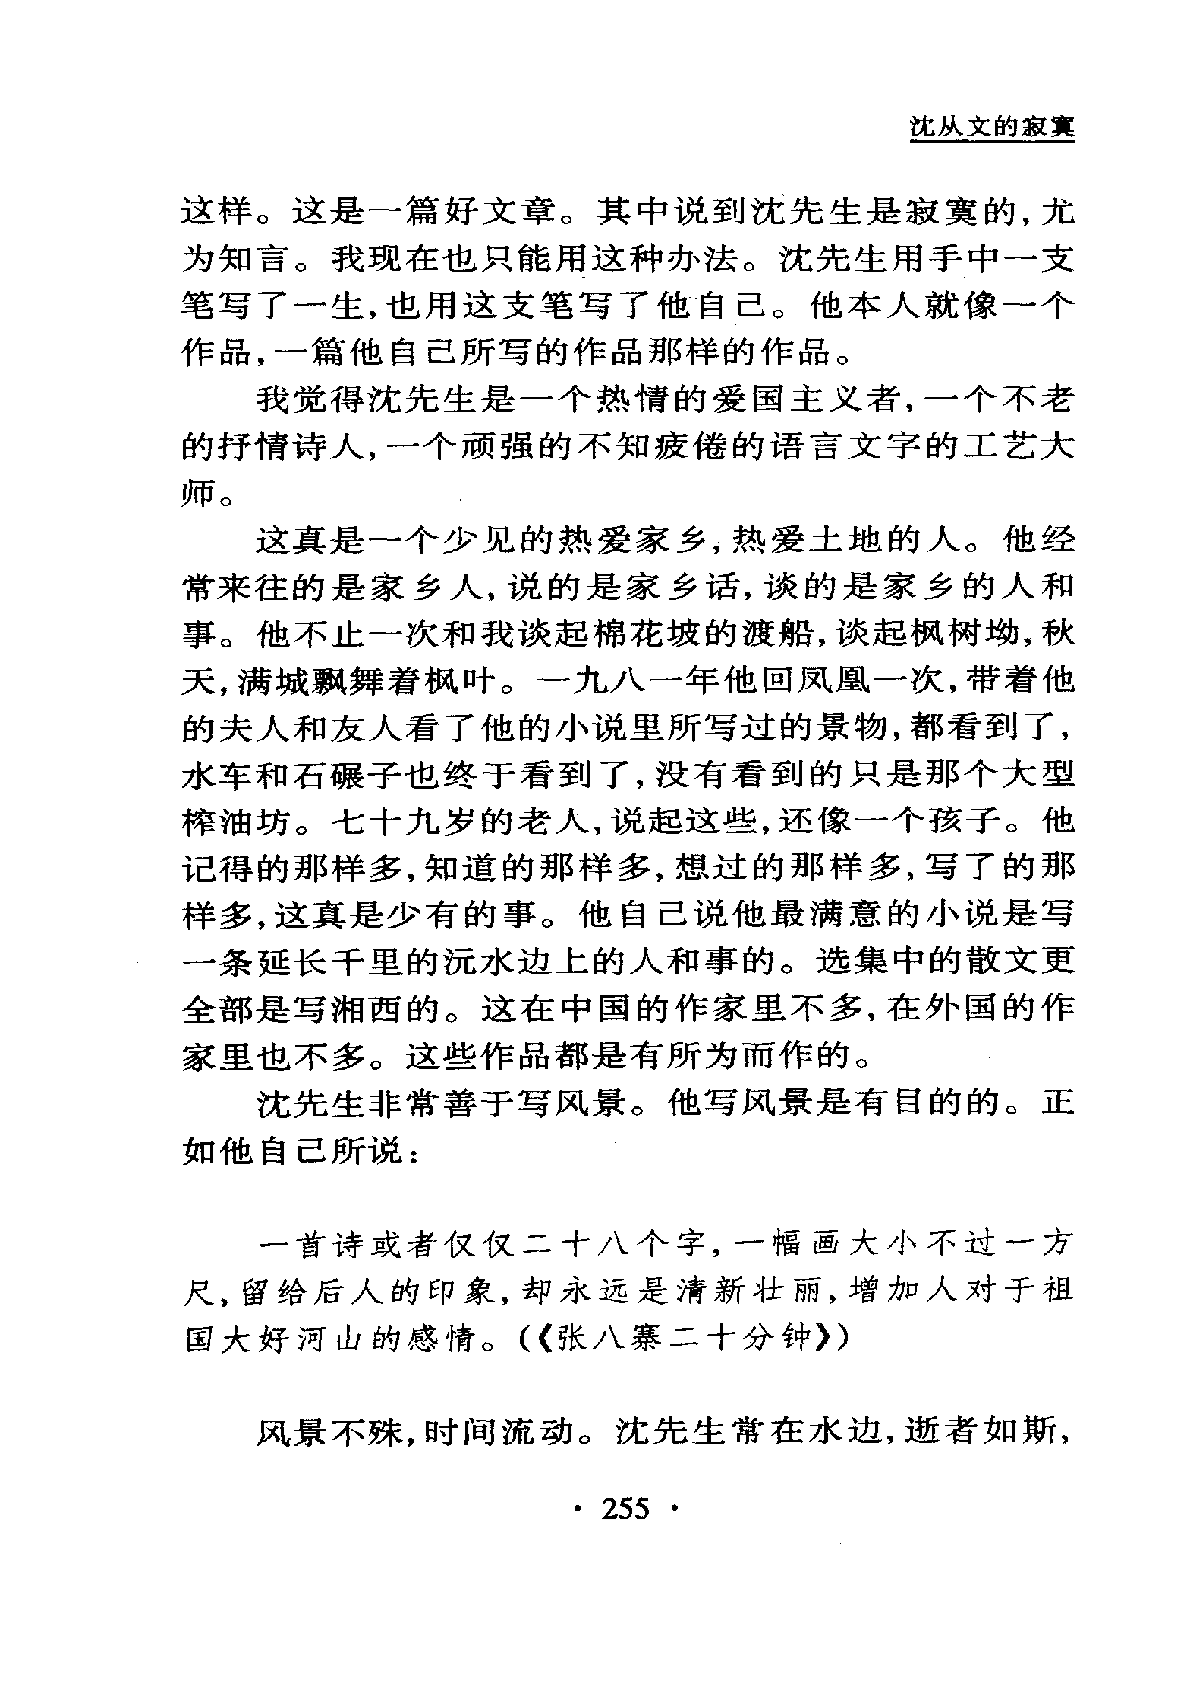 沈从文的寂寞
这样。这是一篇好文章。其中说到沈先生是寂寞的,尤
为知言。我现在也只能用这种办法。沈先生用手中一支
笔写了一生,也用这支笔写了他自己。他本人就像一个
作品,一篇他自己所写的作品那样的作品。
我觉得沈先生是一个热情的爱国主义者,一个不老
的抒情诗人,一个顽强的不知疲倦的语言文字的工艺大
师。
这真是一个少见的热爱家乡,热爱土地的人。他经
常来往的是家乡人,说的是家乡话,谈的是家乡的人和
事。他不止一次和我谈起棉花坡的渡船,谈起枫树坳,秋
天,满城飘舞着枫叶。一九八一年他回凤凰一次,带着他
的夫人和友人看了他的小说里所写过的景物,都看到了,
水车和石碾子也终于看到了,没有看到的只是那个大型
榨油坊。七十九岁的老人,说起这些,还像一个孩子。他
记得的那样多,知道的那样多,想过的那样多,写了的那
样多,这真是少有的事。他自己说他最满意的小说是写
一条延长千里的沅水边上的人和事的。选集中的散文更
全部是写湘西的。这在中国的作家里不多,在外国的作
家里也不多。这些作品都是有所为而作的。
沈先生非常善于写风景。他写风景是有目的的。正
如他自己所说:
一首诗或者仅仅二十八个字,一幅画大小不过一方
尺,留给后人的印象,却永远是清新壮丽,增加人对于祖
国大好河山的感情。(《张八寨二十分钟》)
风景不殊,时间流动。沈先生常在水边,逝者如斯,
· 255 ·